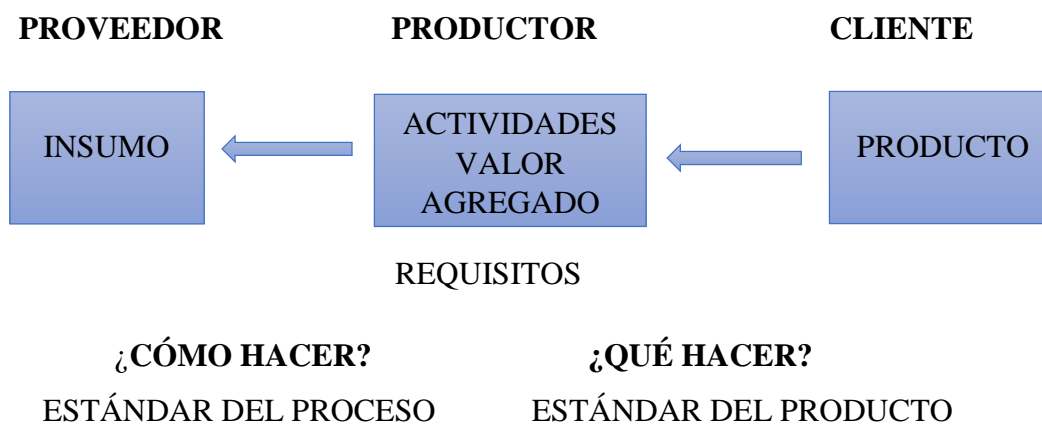 PROVEEDOR PRODUCTOR CLIENTE
INSUMO
ACTIVIDADES
VALOR
AGREGADO
PRODUCTO
REQUISITOS
¿CÓMO HACER? ¿QUÉ HACER?
ESTÁNDAR DEL PROCESO ESTÁNDAR DEL PRODUCTO